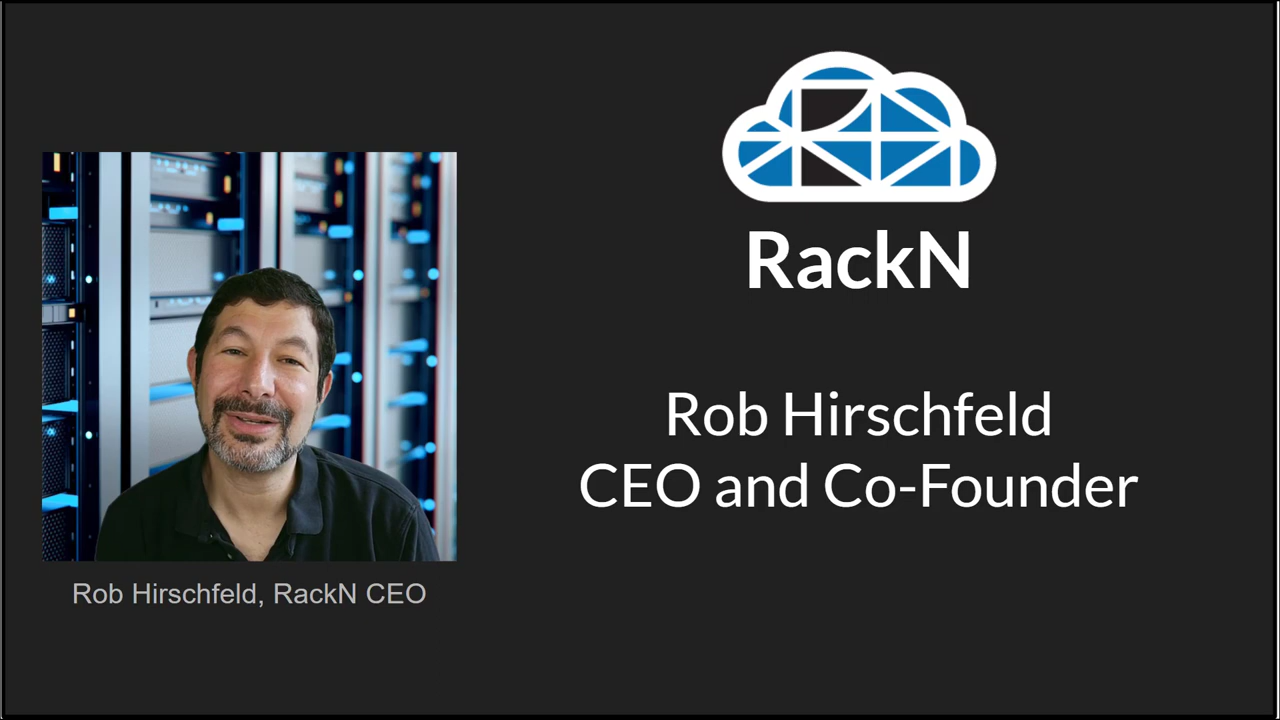 RackN
Rob Hirschfeld
CEO and Co-Founder
Rob Hirschfeld, RackN CEO